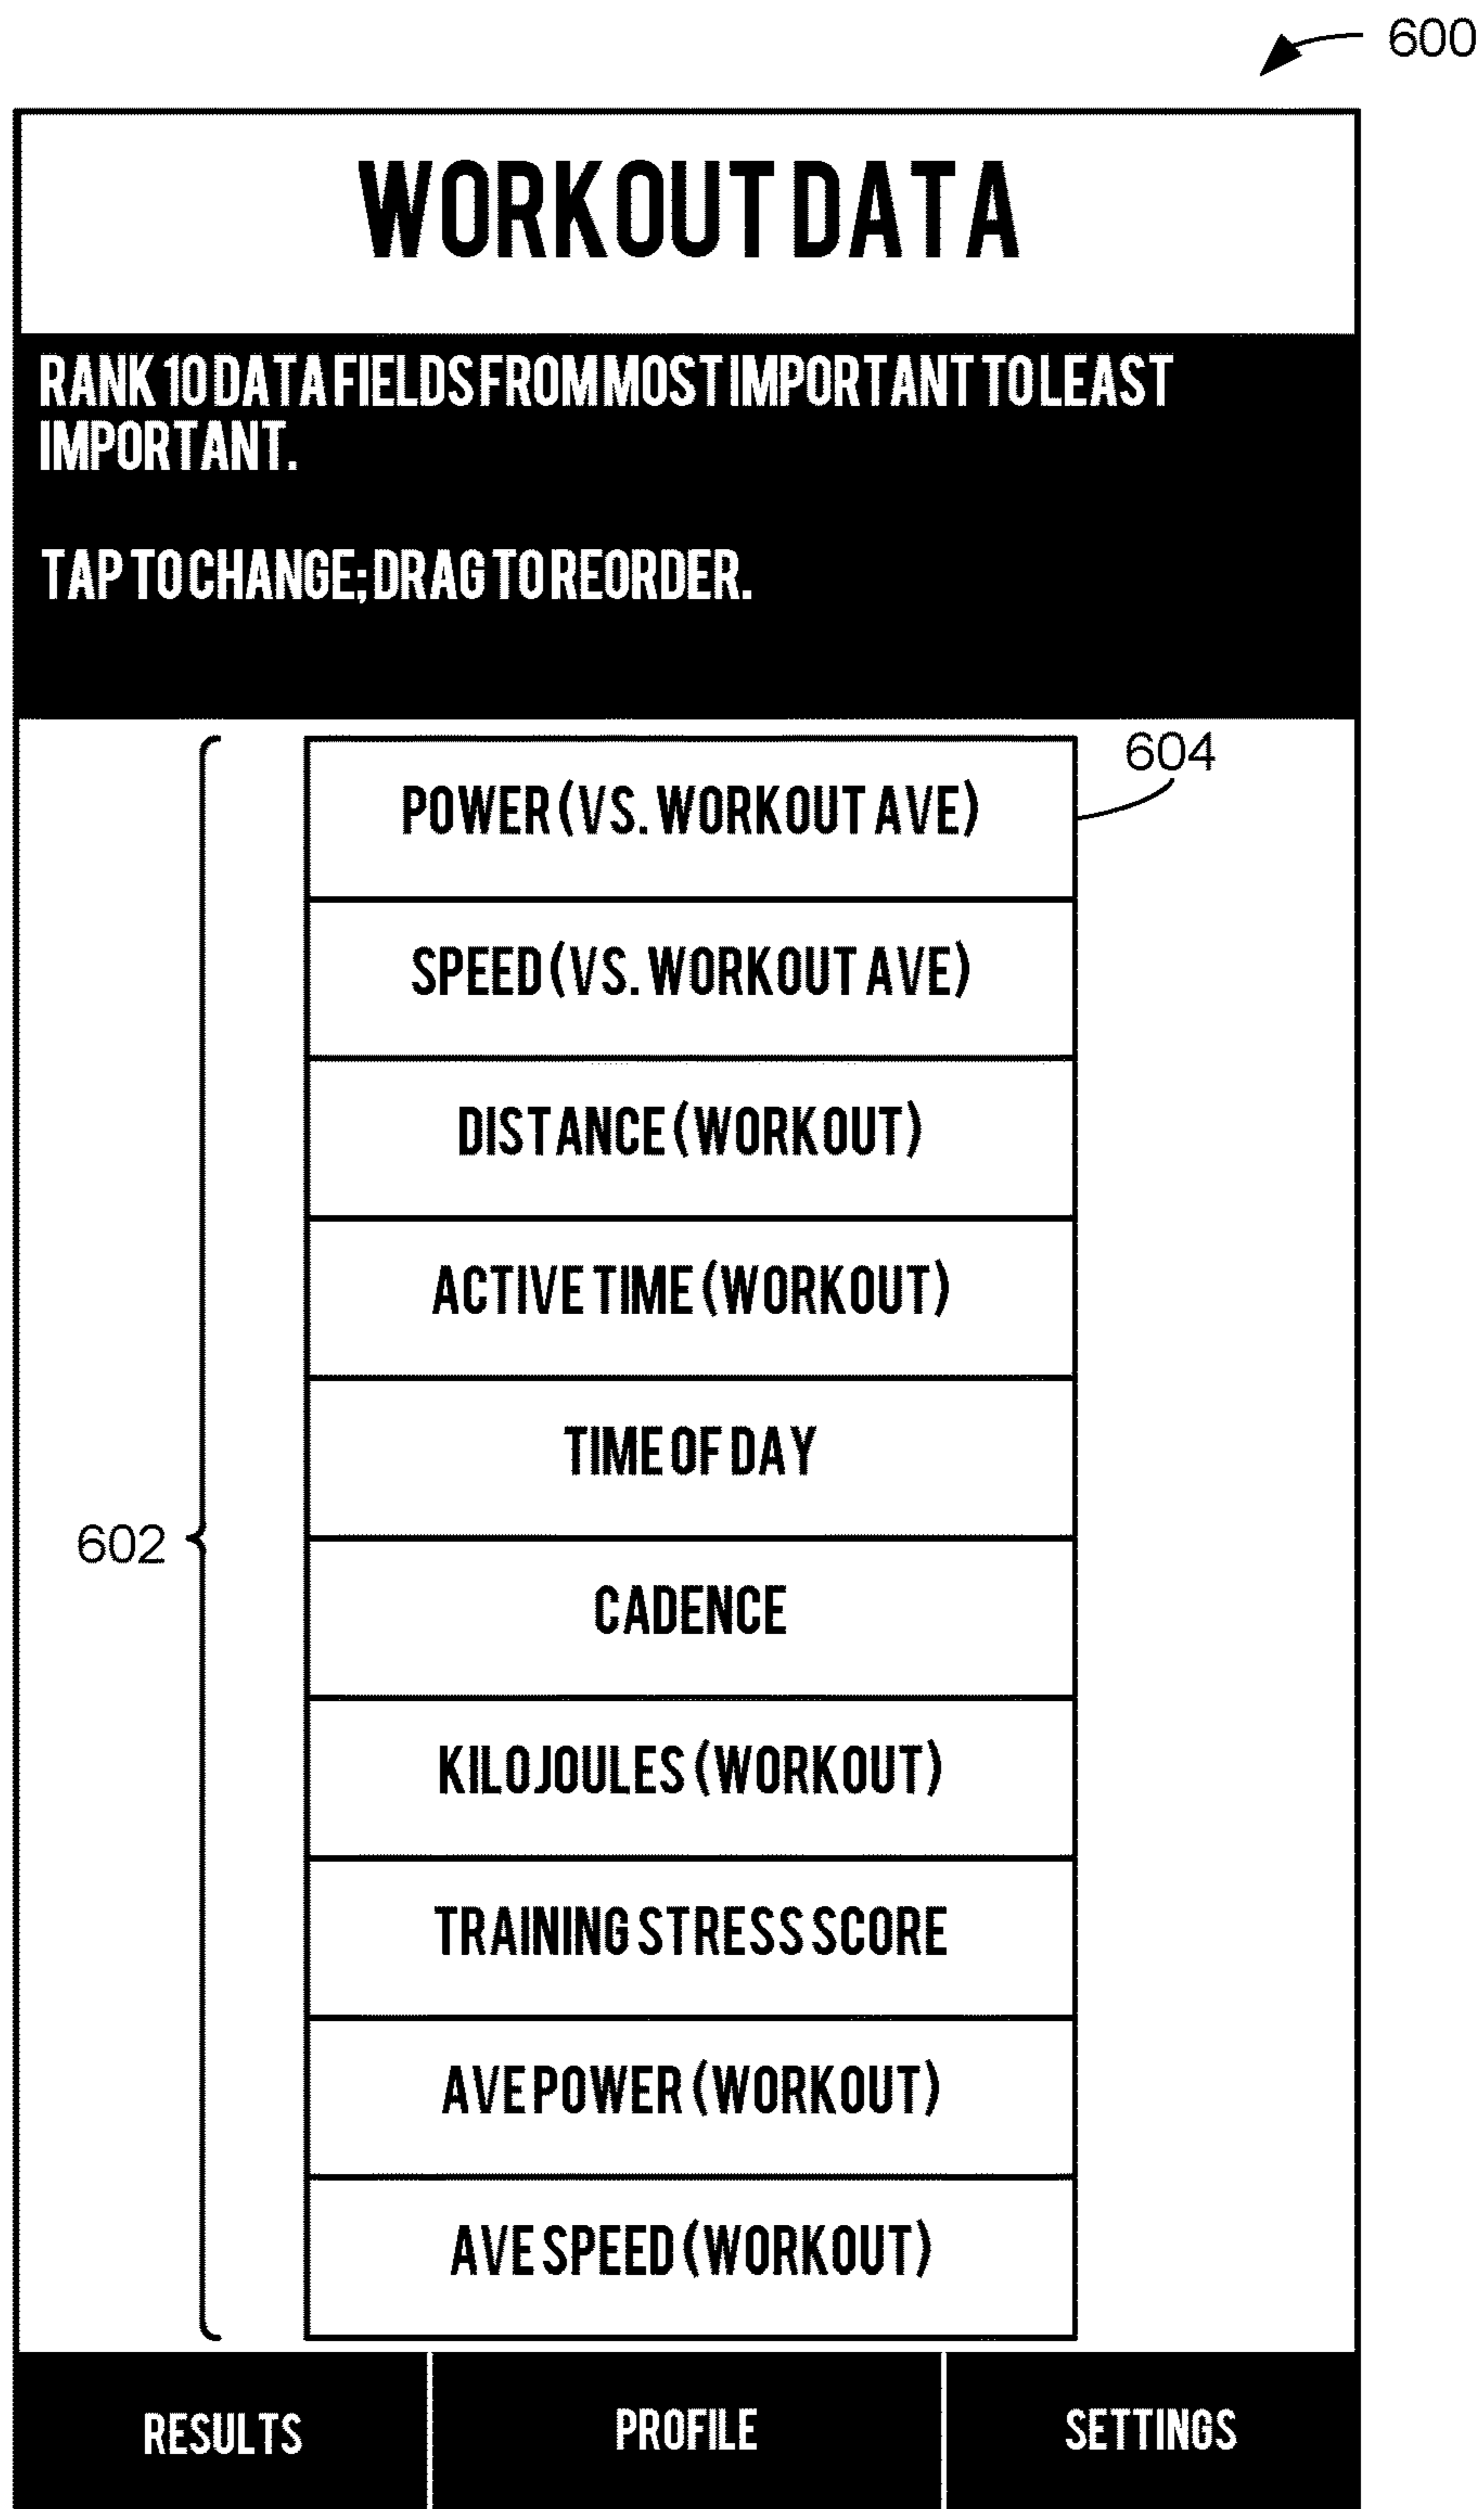 600
WORKOUT DATA
RANK 10 DATA FIELDS FROM MOST IMPORTANT TO LEAST
IMPORTANT.
TAP TO CHANGE; DRAG TO REORDER.
604
POWER (VS. WORKOUT AVE)
SPEED (VS. WORKOUT AVE)
DISTANCE (WORKOUT)
ACTIVE TIME (WORKOUT)
TIME OF DAY
602
CADENCE
KILOJOULES (WORKOUT)
TRAINING STRESS SCORE
AVE POWER (WORKOUT)
AVE SPEED (WORKOUT)
RESULTS PROFILE SETTINGS